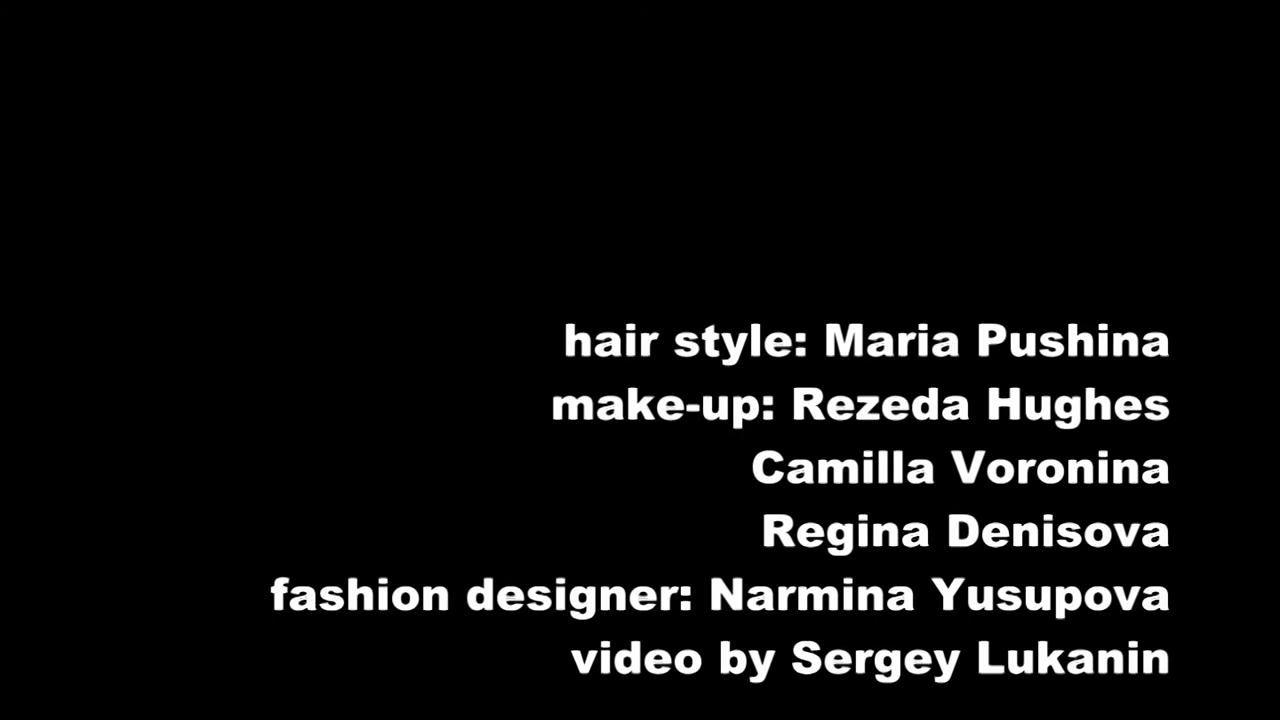 hair style: Maria Pushina
make-up: Rezeda Hughes
Camilla Voronina
Regina Denisova
fashion designer: Narmina Yusupova
video by Sergey Lukanin